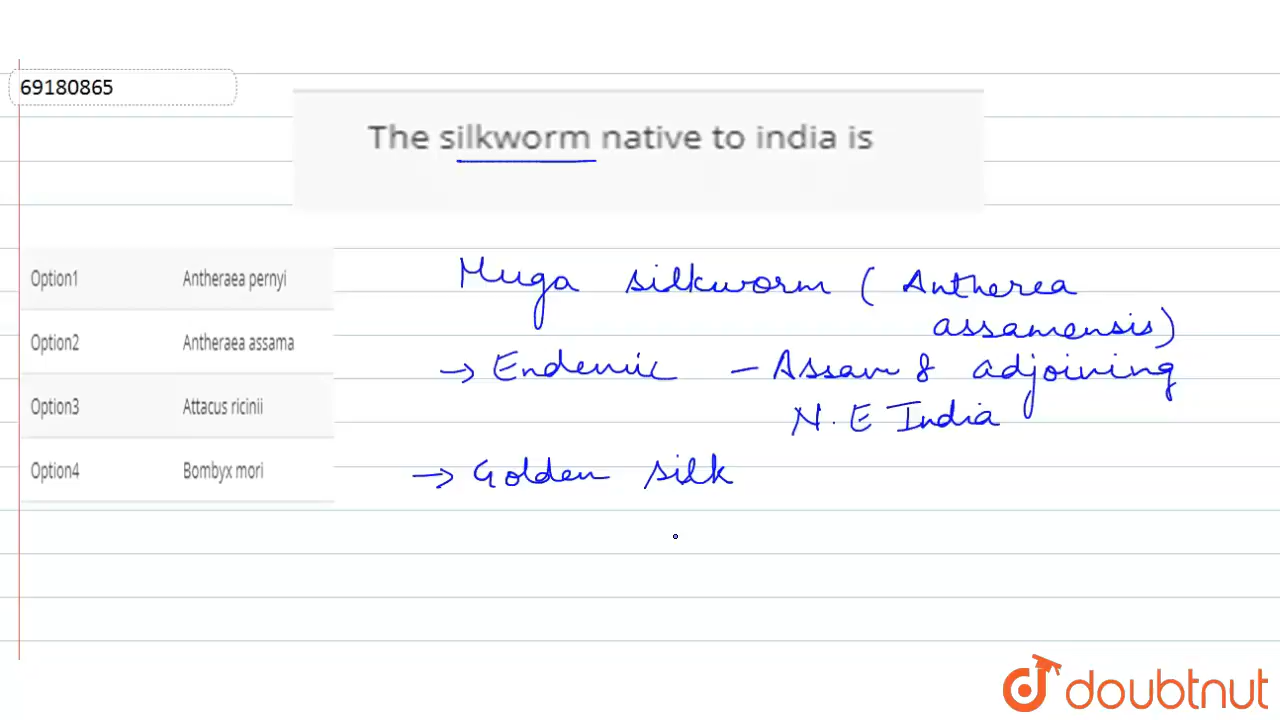 69180865
The silkworm native to india is
Option1 Antheraea pernyi
Option2 Antheraea assama
Option3 Attacus ricinii
Option4 Bombyx mori
Muga silkworm ( Antherea
assamensis)
→ Endemic – Assam & adjoining
N.E India
→ Golden silk
doubtnut